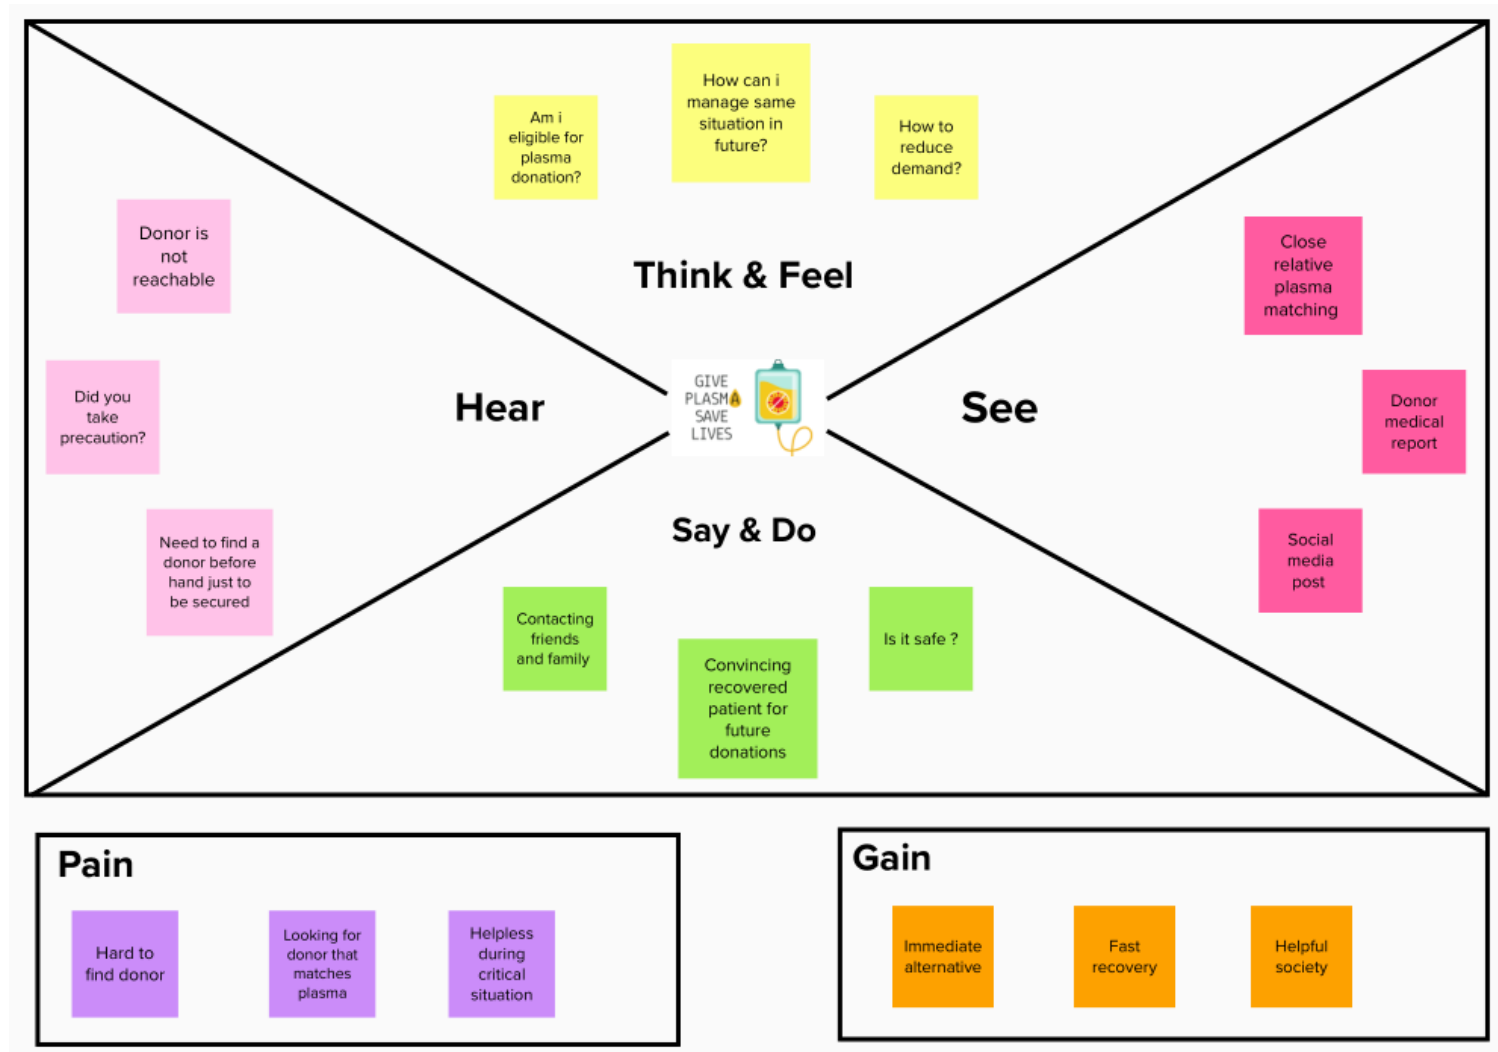 How can i
manage same
situation in
future?
Am i
eligible for
plasma
donation?
How to
reduce
demand?
Think & Feel
Donor is
not
reachable
Did you
take
precaution?
Need to find a
donor before
hand just to
be secured
Hear
GIVE
PLASMA
SAVE
LIVES
See
Close
relative
plasma
matching
Donor
medical
report
Social
media
post
Say & Do
Contacting
friends
and family
Convincing
recovered
patient for
future
donations
Is it safe ?
Pain
Hard to
find donor
Looking for
donor that
matches
plasma
Helpless
during
critical
situation
Gain
Immediate
alternative
Fast
recovery
Helpful
society